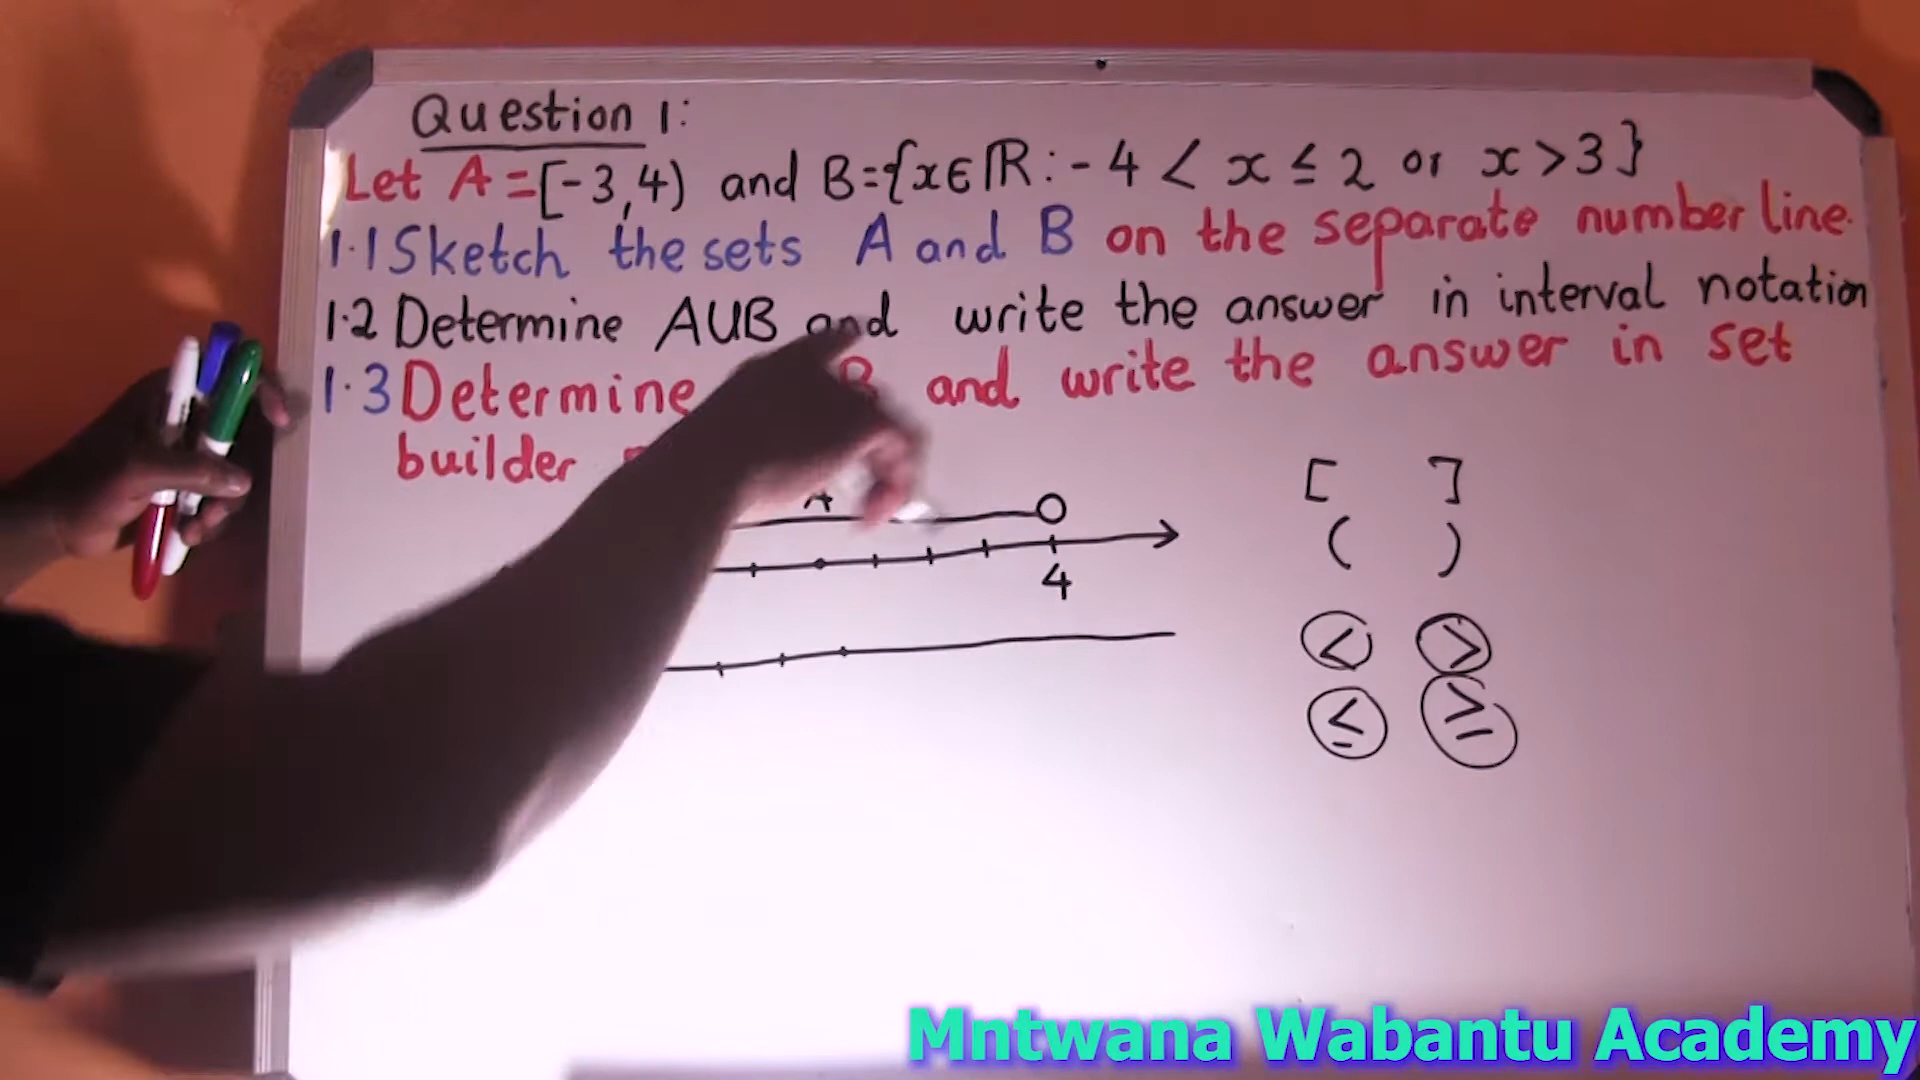 Question 1:
Let A = [-3,4) and B={x∈ℝ:-4 < x ≤ 2 or x >3}
1.1 Sketch the sets A and B on the separate number line.
1.2 Determine AUB and write the answer in interval notation
1.3 Determine B and write the answer in set
builder
A
4
[ ]
( )
< >
≤ ≥
Mntwana Wabantu Academy